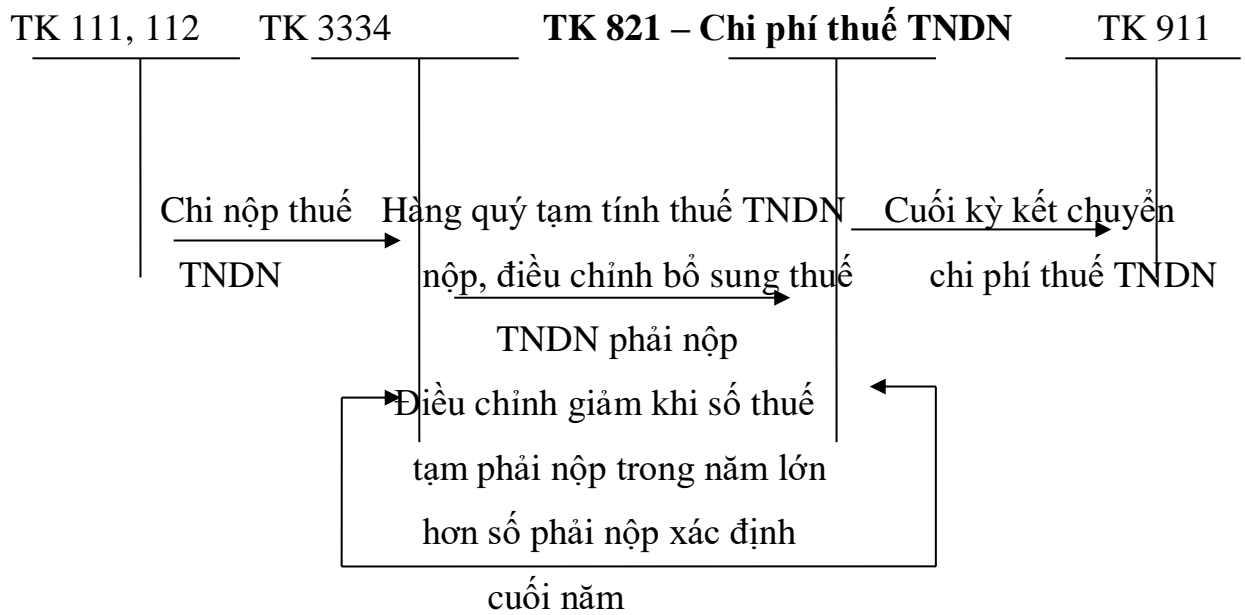 TK 111, 112 TK 3334 TK 821 – Chi phí thuế TNDN TK 911
Chi nộp thuế Hàng quý tạm tính thuế TNDN Cuối kỳ kết chuyển
TNDN nộp, điều chỉnh bổ sung thuế chi phí thuế TNDN
TNDN phải nộp
Điều chỉnh giảm khi số thuế
tạm phải nộp trong năm lớn
hơn số phải nộp xác định
cuối năm